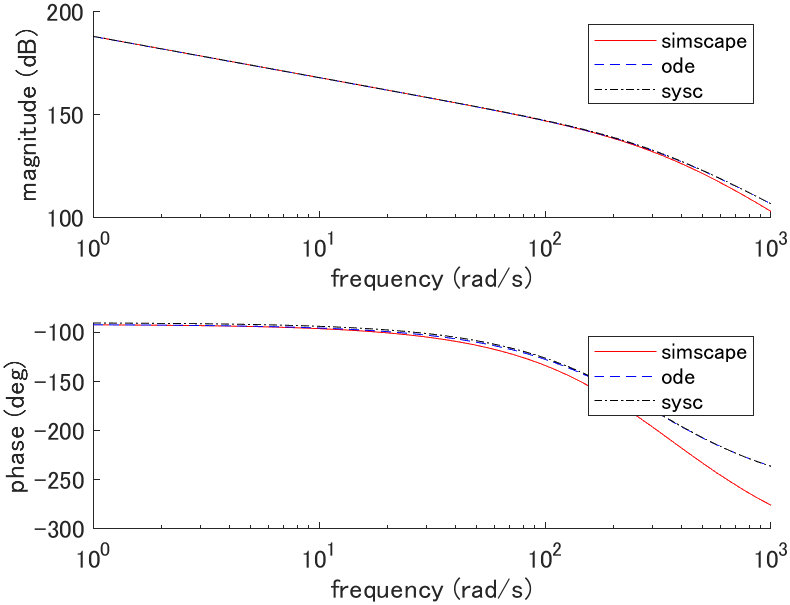 200
150
100
magnitude (dB)
simscape
ode
sysc
10^0 10^1 10^2 10^3
frequency (rad/s)
-100
-150
-200
-250
-300
phase (deg)
simscape
ode
sysc
10^0 10^1 10^2 10^3
frequency (rad/s)